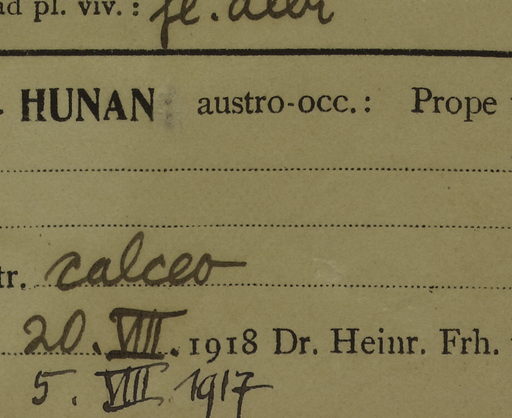 ad pl. viv.: fl. albi
HUNAN austro-occ.: Prope
tr. calceo
20. VIII. 1918 Dr. Heinr. Frh.
5. VIII. 1917